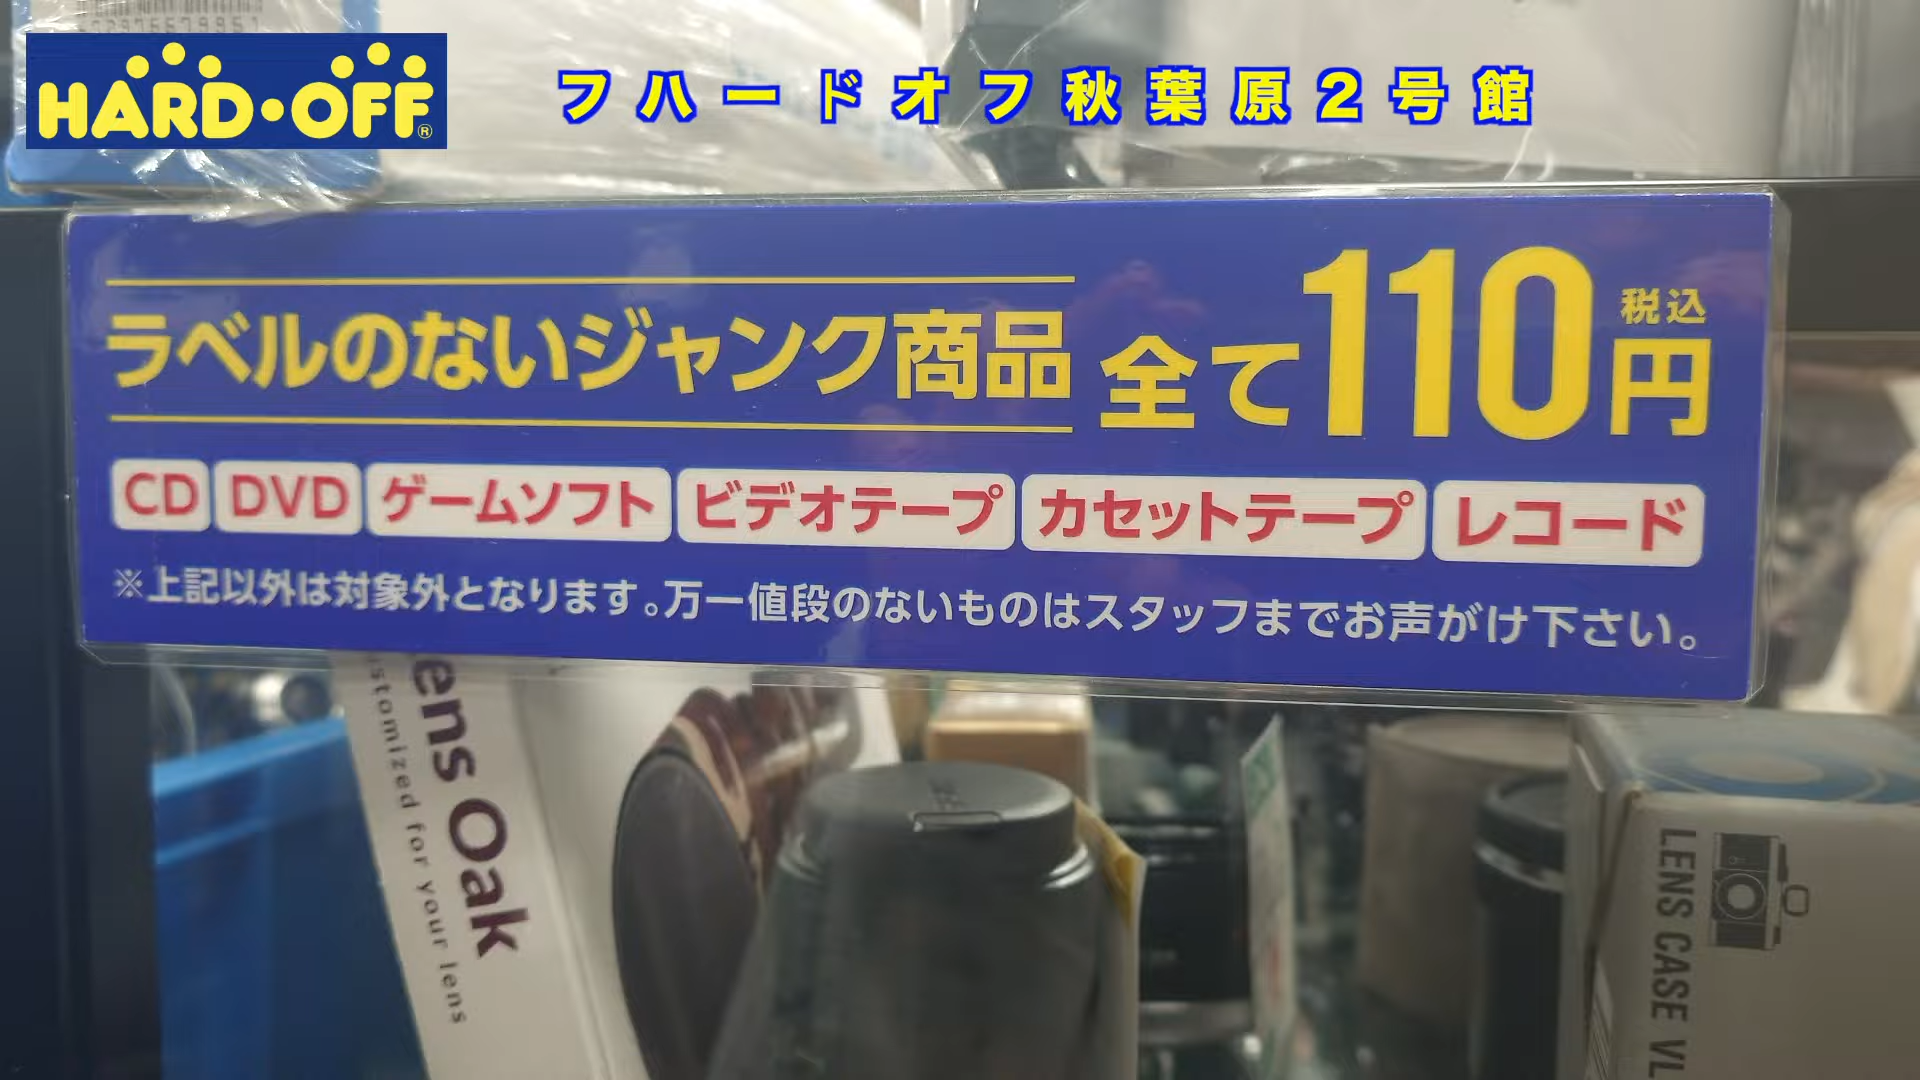 HARD・OFF®
フハードオフ秋葉原2号館
ラベルのないジャンク商品 全て110円 税込
CD DVD ゲームソフト ビデオテープ カセットテープ レコード
※上記以外は対象外となります。万一値段のないものはスタッフまでお声がけ下さい。
ens Oak
ustomized for your lens
LENS CASE VL